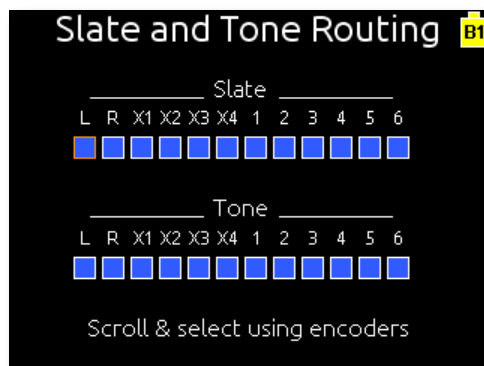 Slate and Tone Routing B1
Slate
L R X1 X2 X3 X4 1 2 3 4 5 6
Tone
L R X1 X2 X3 X4 1 2 3 4 5 6
Scroll & select using encoders